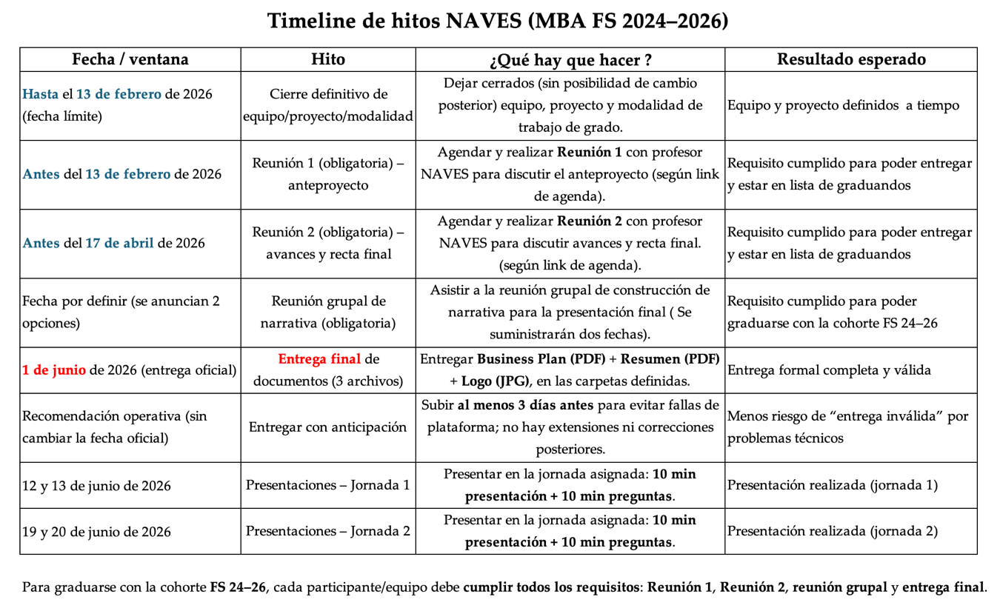 Timeline de hitos NAVES (MBA FS 2024–2026)
Fecha / ventana
Hito
¿Qué hay que hacer ?
Resultado esperado
Hasta el 13 de febrero de 2026
(fecha límite)
Cierre definitivo de
equipo/proyecto/modalidad
Dejar cerrados (sin posibilidad de cambio
posterior) equipo, proyecto y modalidad de
trabajo de grado.
Equipo y proyecto definidos  a tiempo
Antes del 13 de febrero de 2026
Reunión 1 (obligatoria) –
anteproyecto
Agendar y realizar Reunión 1 con profesor
NAVES para discutir el anteproyecto (según link
de agenda).
Requisito cumplido para poder entregar
y estar en lista de graduandos
Antes del 17 de abril de 2026
Reunión 2 (obligatoria) –
avances y recta final
Agendar y realizar Reunión 2 con profesor
NAVES para discutir avances y recta final.
(según link de agenda).
Requisito cumplido para poder entregar
y estar en lista de graduandos
Fecha por definir (se anuncian 2
opciones)
Reunión grupal de
narrativa (obligatoria)
Asistir a la reunión grupal de construcción de
narrativa para la presentación final ( Se
suministrarán dos fechas).
Requisito cumplido para poder
graduarse con la cohorte FS 24–26
1 de junio de 2026 (entrega oficial)
Entrega final de
documentos (3 archivos)
Entregar Business Plan (PDF) + Resumen (PDF)
+ Logo (JPG), en las carpetas definidas.
Entrega formal completa y válida
Recomendación operativa (sin
cambiar la fecha oficial)
Entregar con anticipación
Subir al menos 3 días antes para evitar fallas de
plataforma; no hay extensiones ni correcciones
posteriores.
Menos riesgo de “entrega inválida” por
problemas técnicos
12 y 13 de junio de 2026
Presentaciones – Jornada 1
Presentar en la jornada asignada: 10 min
presentación + 10 min preguntas.
Presentación realizada (jornada 1)
19 y 20 de junio de 2026
Presentaciones – Jornada 2
Presentar en la jornada asignada: 10 min
presentación + 10 min preguntas.
Presentación realizada (jornada 2)
Para graduarse con la cohorte FS 24–26, cada participante/equipo debe cumplir todos los requisitos: Reunión 1, Reunión 2, reunión grupal y entrega final.